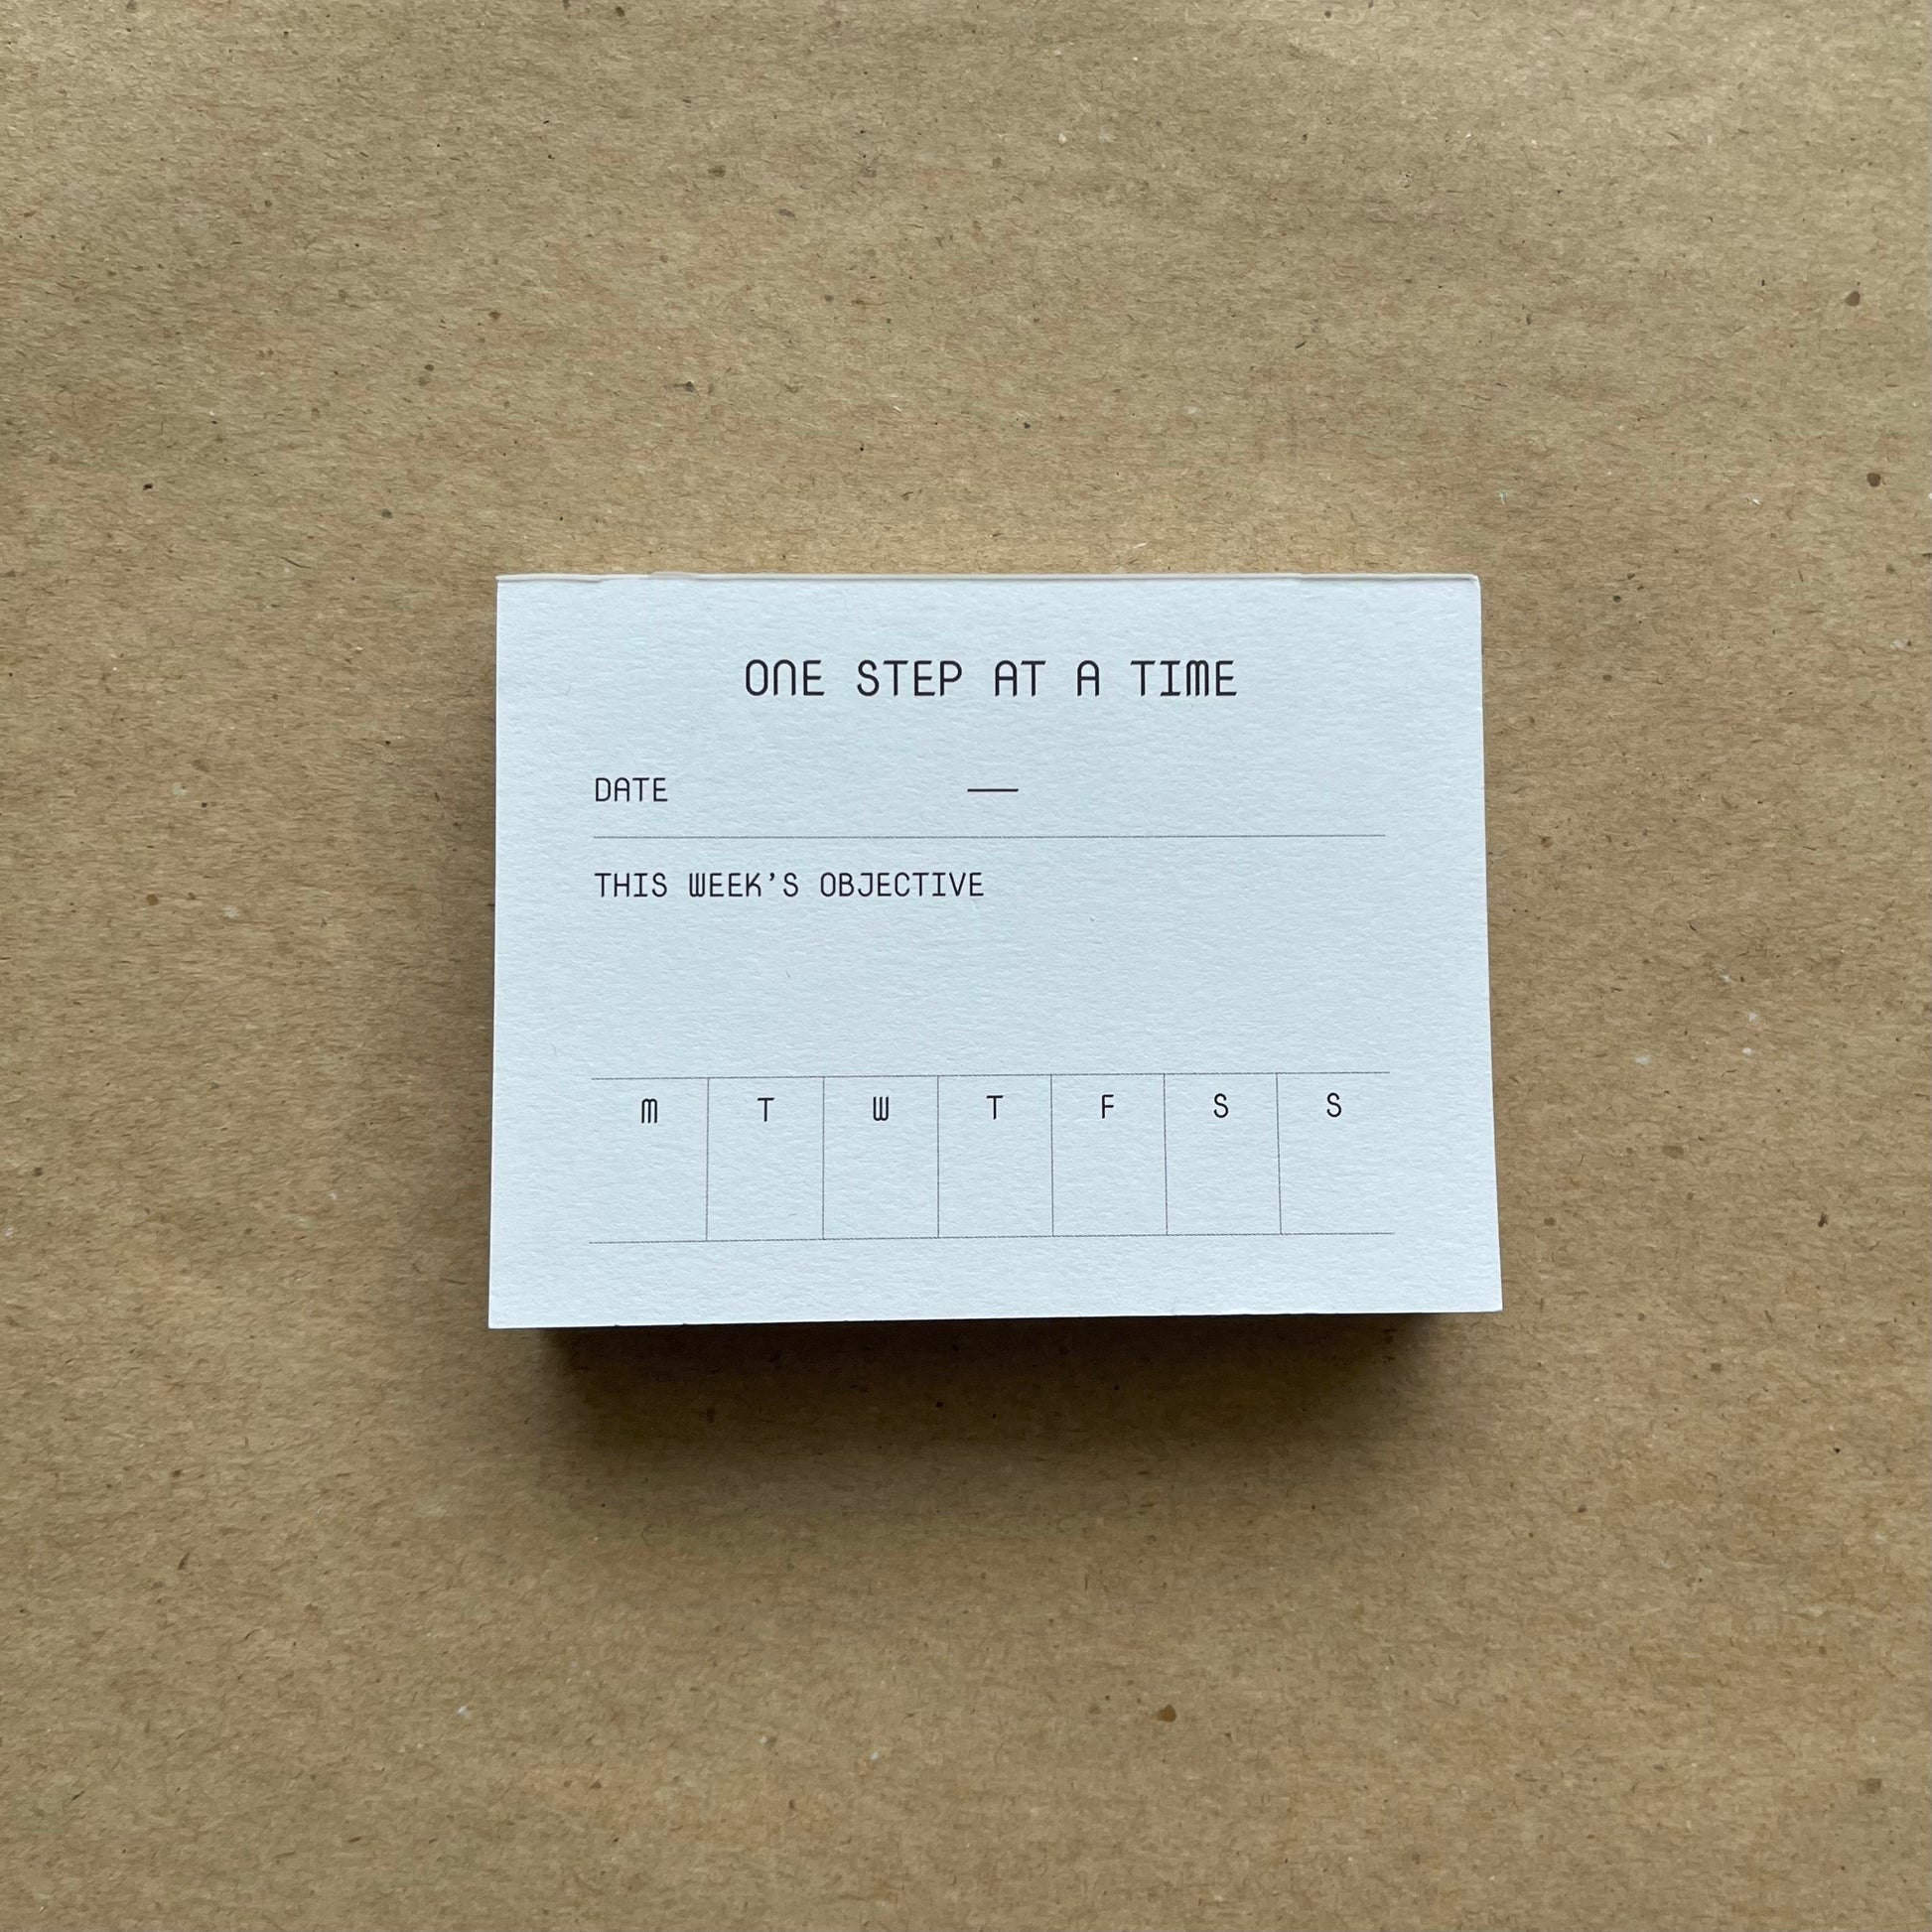 ONE STEP AT A TIME
DATE —
THIS WEEK'S OBJECTIVE
M T W T F S S